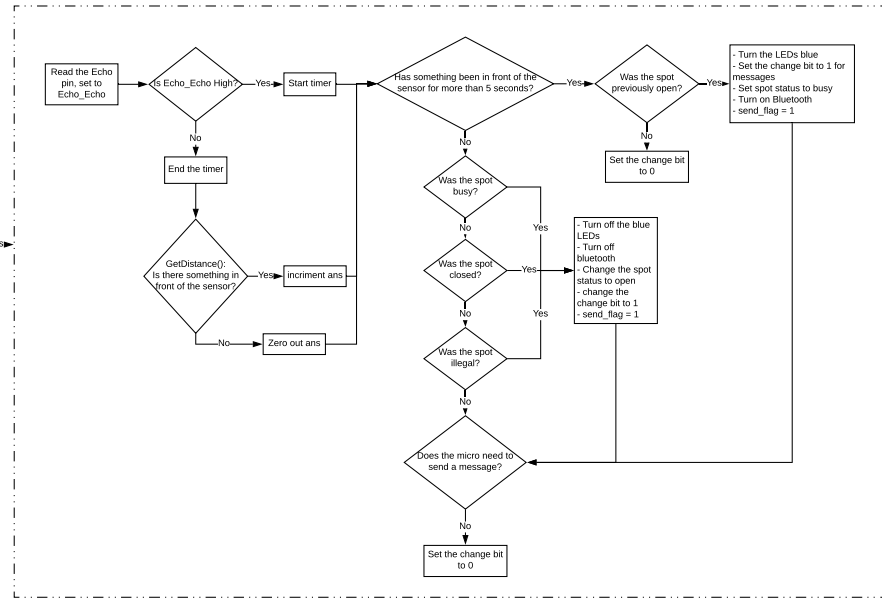 Read the Echo
pin, set to
Echo_Echo
Is Echo_Echo High?
Yes
Start timer
No
End the timer
GetDistance():
Is there something in
front of the sensor?
Yes
incriment ans
No
Zero out ans
Has something been in front of the
sensor for more than 5 seconds?
Yes
Was the spot
previously open?
Yes
- Turn the LEDs blue
- Set the change bit to 1 for
messages
- Set spot status to busy
- Turn on Bluetooth
- send_flag = 1
No
Set the change bit
to 0
No
Was the spot
busy?
Yes
No
Was the spot
closed?
Yes
No
Was the spot
illegal?
Yes
- Turn off the blue
LEDs
- Turn off
bluetooth
- Change the spot
status to open
- change the
change bit to 1
- send_flag = 1
No
Does the micro need to
send a message?
No
Set the change bit
to 0